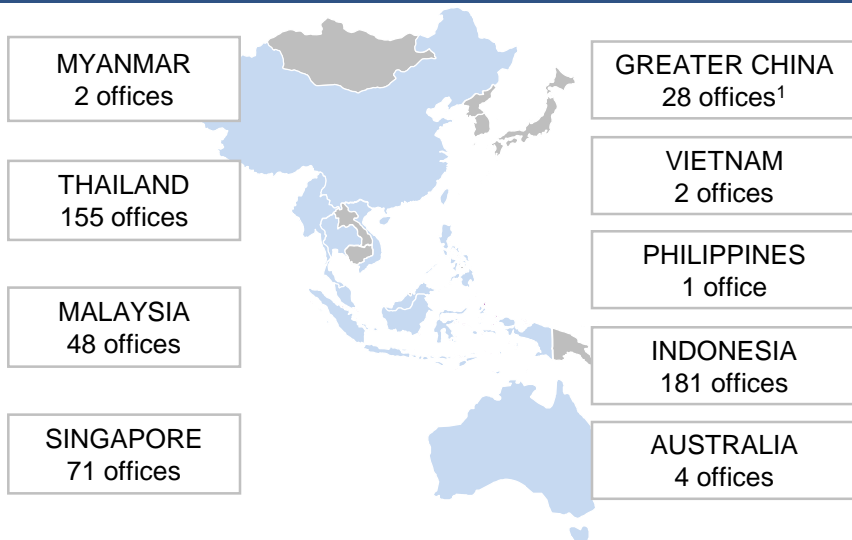 MYANMAR
2 offices
THAILAND
155 offices
MALAYSIA
48 offices
SINGAPORE
71 offices
GREATER CHINA
28 offices¹
VIETNAM
2 offices
PHILIPPINES
1 office
INDONESIA
181 offices
AUSTRALIA
4 offices